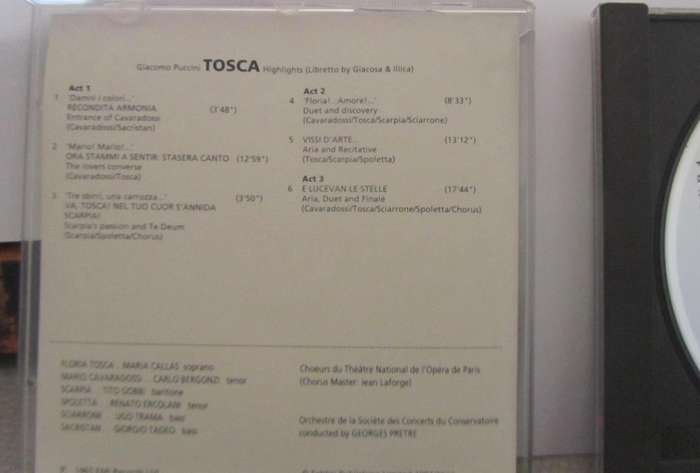 Giacomo Puccini TOSCA Highlights (Libretto by Giacosa & Illica)
Act 1
1 'Dammi i colori...' 
RECONDITA ARMONIA (3'48")
Entrance of Cavaradossi
(Cavaradossi/Sacristan)
2 'Mario! Mario!...'
ORA STAMMI A SENTIR: STASERA CANTO (12'59")
The lovers converse
(Cavaradossi/Tosca)
3 'Tre sbirri, una carrozza...' (3'50")
VA, TOSCA! NEL TUO CUOR S'ANNIDA
SCARPIA!
Scarpia's passion and Te Deum
(Scarpia/Spoletta/Chorus)
Act 2
4 'Floria!...Amore!...' (8'33")
Duet and discovery
(Cavaradossi/Tosca/Scarpia/Sciarrone)
5 VISSI D'ARTE... (13'12")
Aria and Recitative
(Tosca/Scarpia/Spoletta)
Act 3
6 E LUCEVAN LE STELLE (17'44")
Aria, Duet and Finale
(Cavaradossi/Tosca/Sciarrone/Spoletta/Chorus)
FLORIA TOSCA . MARIA CALLAS soprano
MARIO CAVARADOSSI . CARLO BERGONZI tenor
SCARPIA . TITO GOBBI baritone
SPOLETTA . RENATO ERCOLANI tenor
SCIARRONE . UGO TRAMA bass
SACRISTAN . GIORGIO TADEO bass
Choeurs du Théâtre National de l'Opéra de Paris
(Chorus Master: Jean Laforge)
Orchestre de la Société des Concerts du Conservatoire
conducted by GEORGES PRETRE